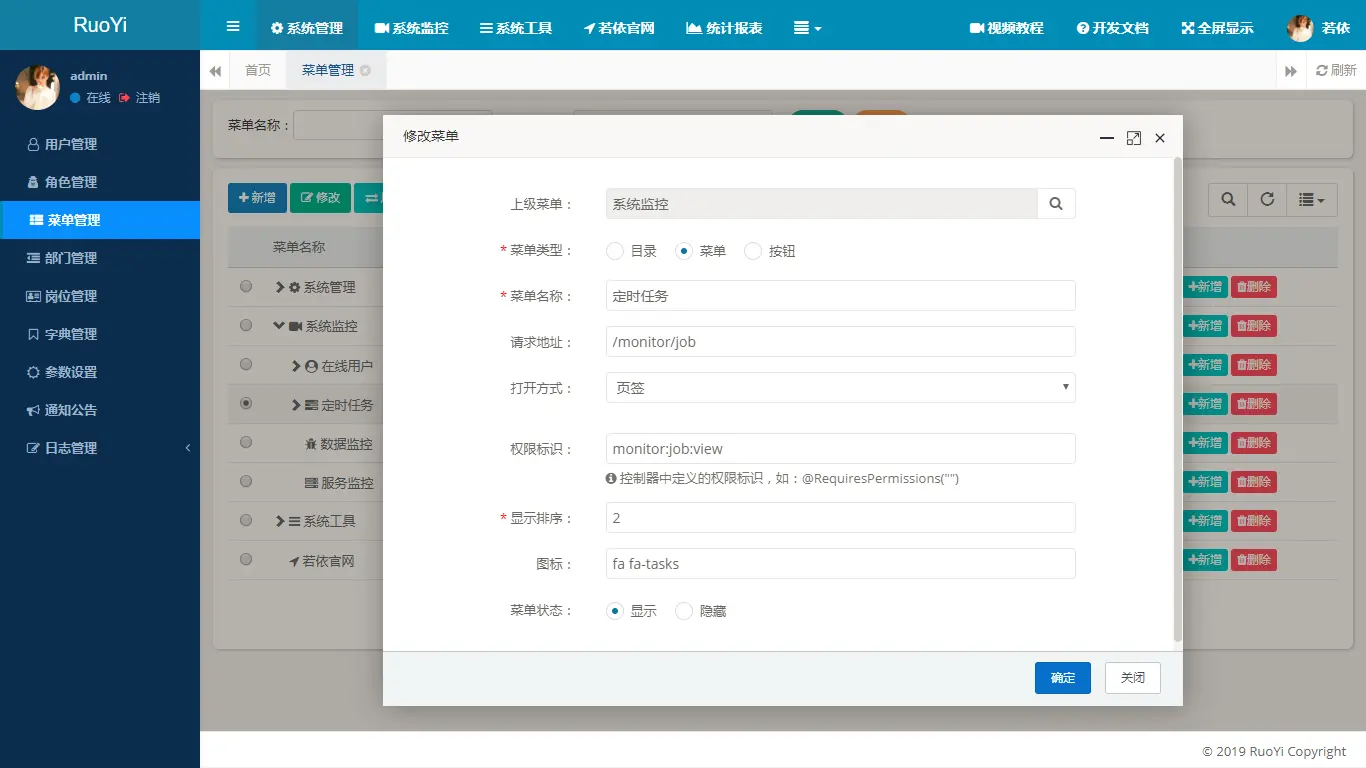 RuoYi
系统管理 系统监控 系统工具 若依官网 统计报表 视频教程 开发文档 全屏显示 若依
admin
在线 注销
首页 菜单管理 刷新
用户管理
角色管理
菜单管理
部门管理
岗位管理
字典管理
参数设置
通知公告
日志管理
菜单名称：
新增 修改
菜单名称
系统管理 新增 删除
系统监控 新增 删除
在线用户 新增 删除
定时任务 新增 删除
数据监控 新增 删除
服务监控 新增 删除
系统工具 新增 删除
若依官网 新增 删除
修改菜单
上级菜单： 系统监控
* 菜单类型： 目录 菜单 按钮
* 菜单名称： 定时任务
请求地址： /monitor/job
打开方式： 页签
权限标识： monitor:job:view
控制器中定义的权限标识，如：@RequiresPermissions("")
* 显示排序： 2
图标： fa fa-tasks
菜单状态： 显示 隐藏
确定 关闭
© 2019 RuoYi Copyright